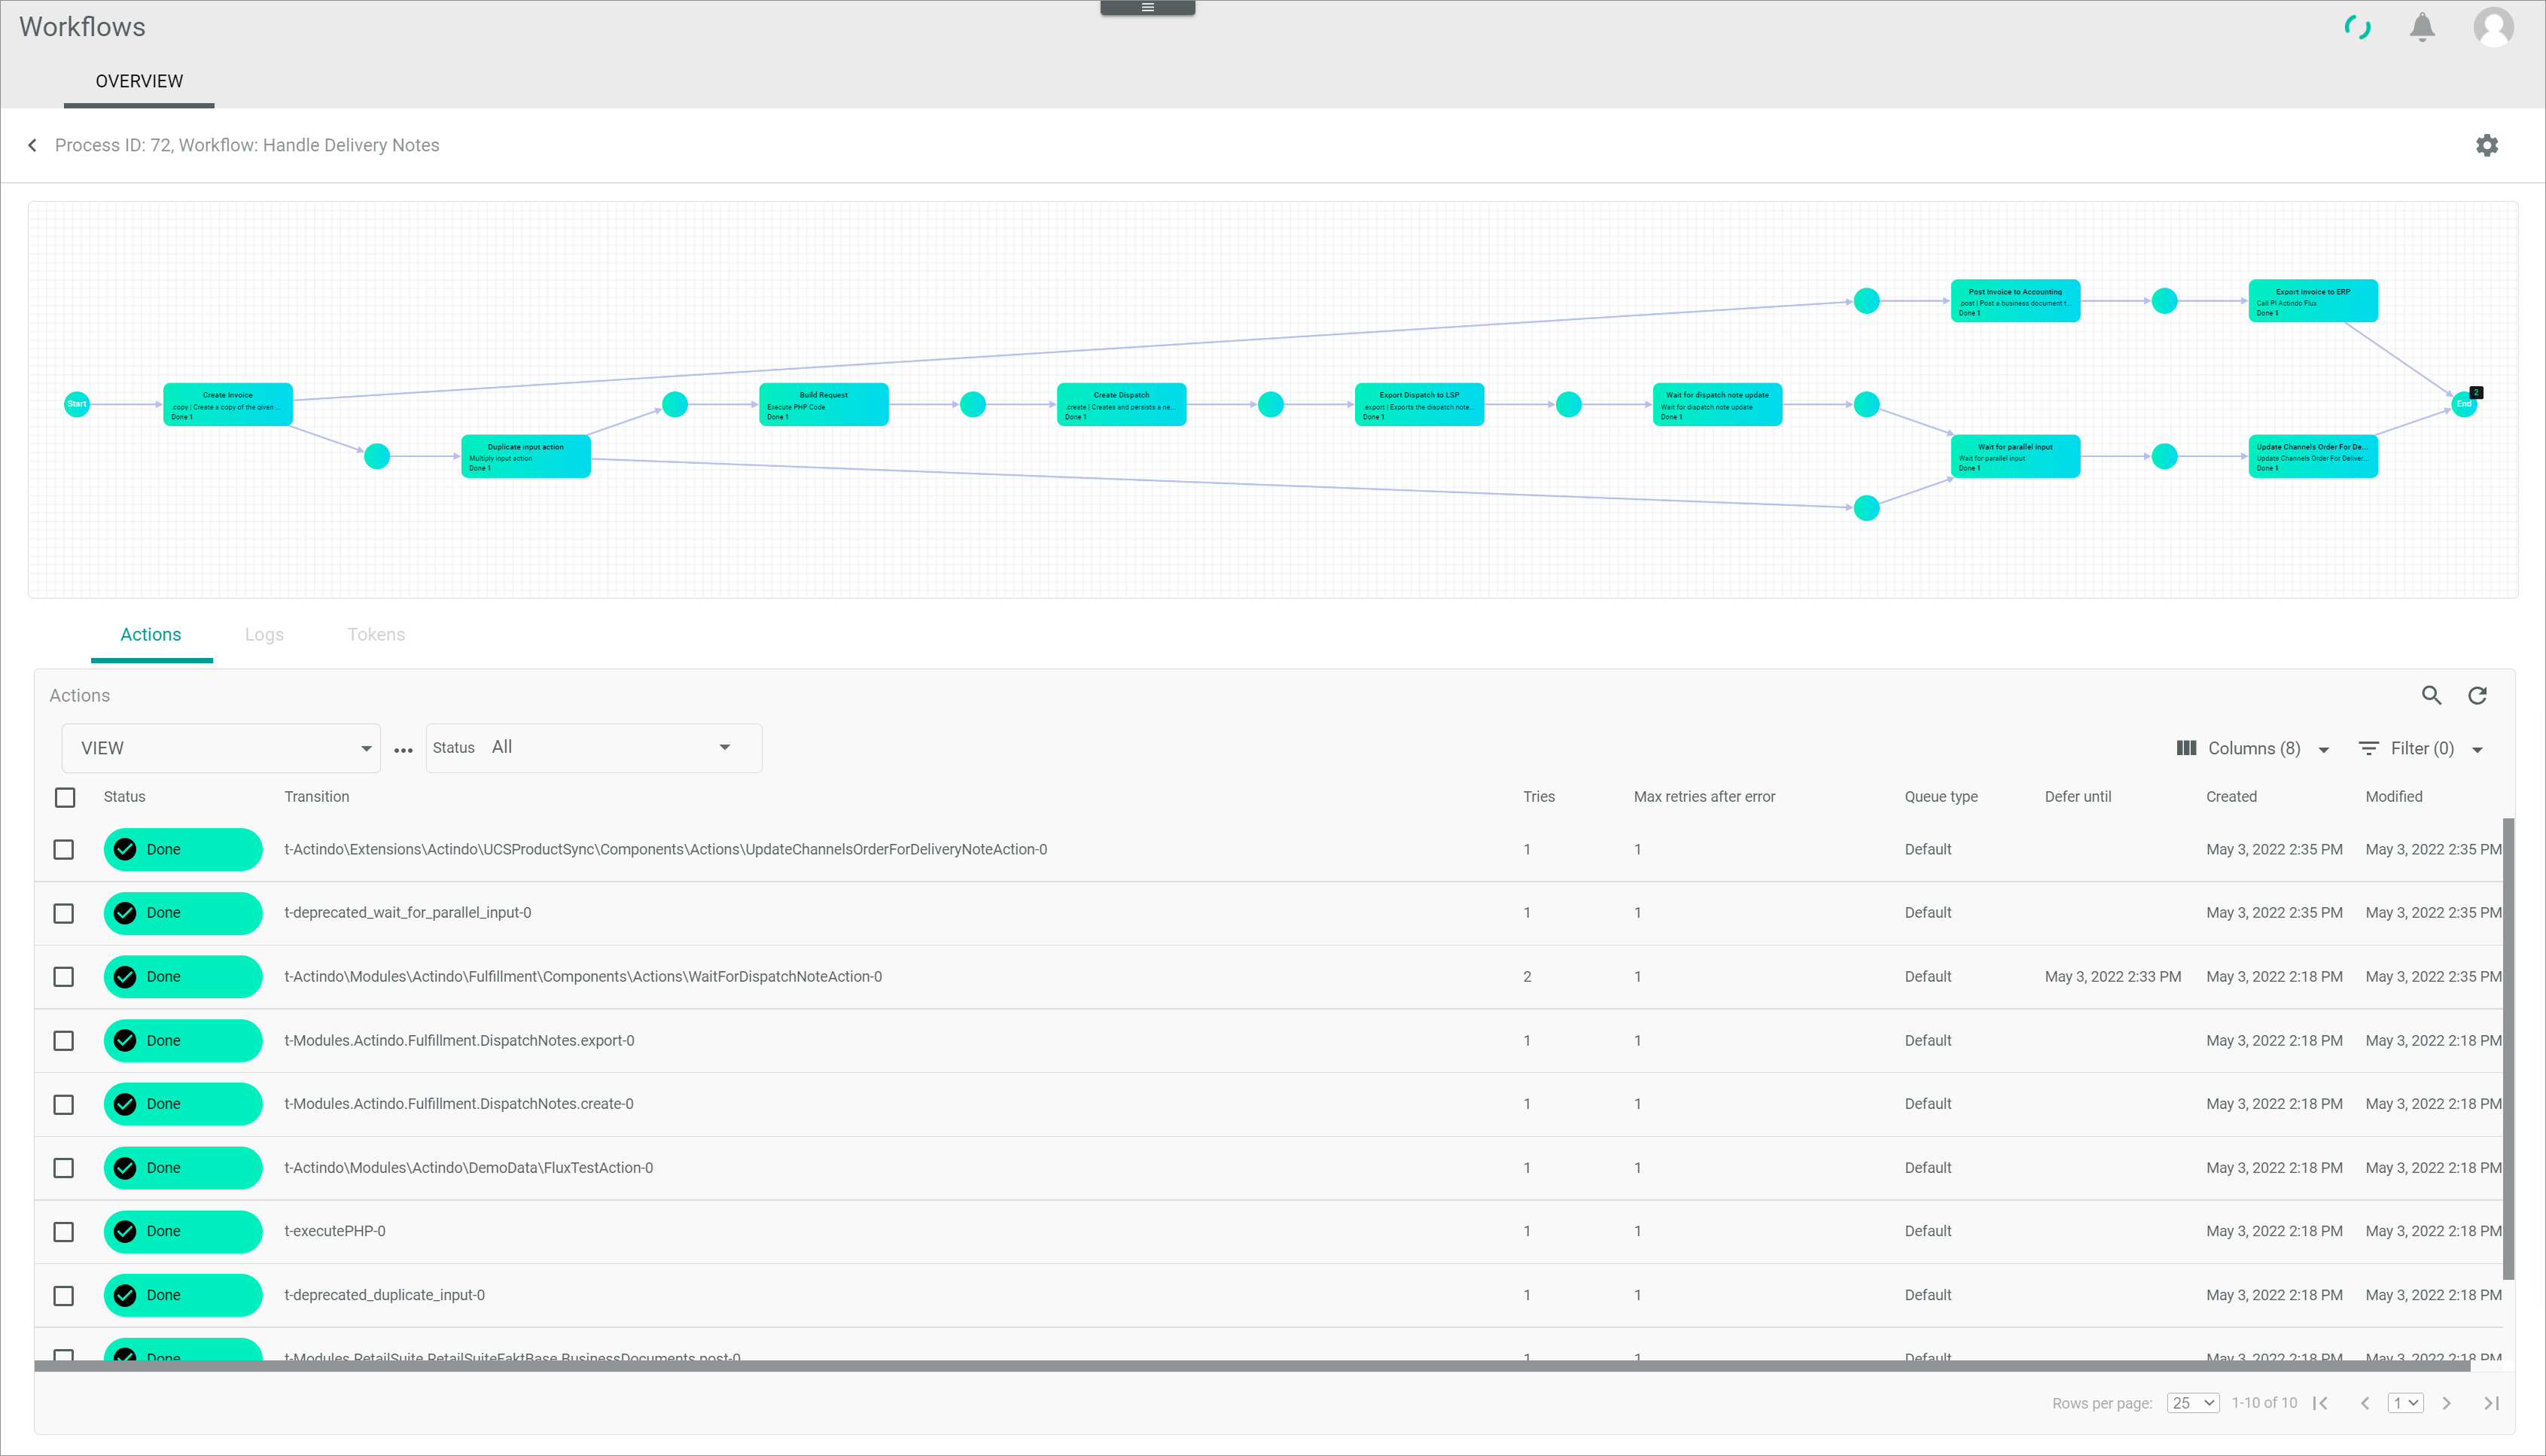 Workflows
OVERVIEW
Process ID: 72, Workflow: Handle Delivery Notes
Post Invoice to Accounting
.post | Post a business document t...
Done 1
Export Invoice to ERP
Call PI Actindo Flux
Done 1
Start
Create Invoice
.copy | Create a copy of the given ...
Done 1
Build Request
Execute PHP Code
Done 1
Create Dispatch
.create | Creates and persists a ne...
Done 1
Export Dispatch to LSP
.export | Exports the dispatch note...
Done 1
Wait for dispatch note update
Wait for dispatch note update
Done 1
End
2
Duplicate input action
Multiply input action
Done 1
Wait for parallel input
Wait for parallel input
Done 1
Update Channels Order For De...
Update Channels Order For Deliver...
Done 1
Actions Logs Tokens
Actions
VIEW ... Status All Columns (8) Filter (0)
Status Transition Tries Max retries after error Queue type Defer until Created Modified
Done t-Actindo\Extensions\Actindo\UCSProductSync\Components\Actions\UpdateChannelsOrderForDeliveryNoteAction-0 1 1 Default May 3, 2022 2:35 PM May 3, 2022 2:35 PM
Done t-deprecated_wait_for_parallel_input-0 1 1 Default May 3, 2022 2:35 PM May 3, 2022 2:35 PM
Done t-Actindo\Modules\Actindo\Fulfillment\Components\Actions\WaitForDispatchNoteAction-0 2 1 Default May 3, 2022 2:33 PM May 3, 2022 2:18 PM May 3, 2022 2:35 PM
Done t-Modules.Actindo.Fulfillment.DispatchNotes.export-0 1 1 Default May 3, 2022 2:18 PM May 3, 2022 2:18 PM
Done t-Modules.Actindo.Fulfillment.DispatchNotes.create-0 1 1 Default May 3, 2022 2:18 PM May 3, 2022 2:18 PM
Done t-Actindo\Modules\Actindo\DemoData\FluxTestAction-0 1 1 Default May 3, 2022 2:18 PM May 3, 2022 2:18 PM
Done t-executePHP-0 1 1 Default May 3, 2022 2:18 PM May 3, 2022 2:18 PM
Done t-deprecated_duplicate_input-0 1 1 Default May 3, 2022 2:18 PM May 3, 2022 2:18 PM
Done t-Modules.RetailSuite.RetailSuiteFaktBase.BusinessDocuments.post-0 1 1 Default May 3, 2022 2:18 PM May 3, 2022 2:18 PM
Rows per page: 25 1-10 of 10 1